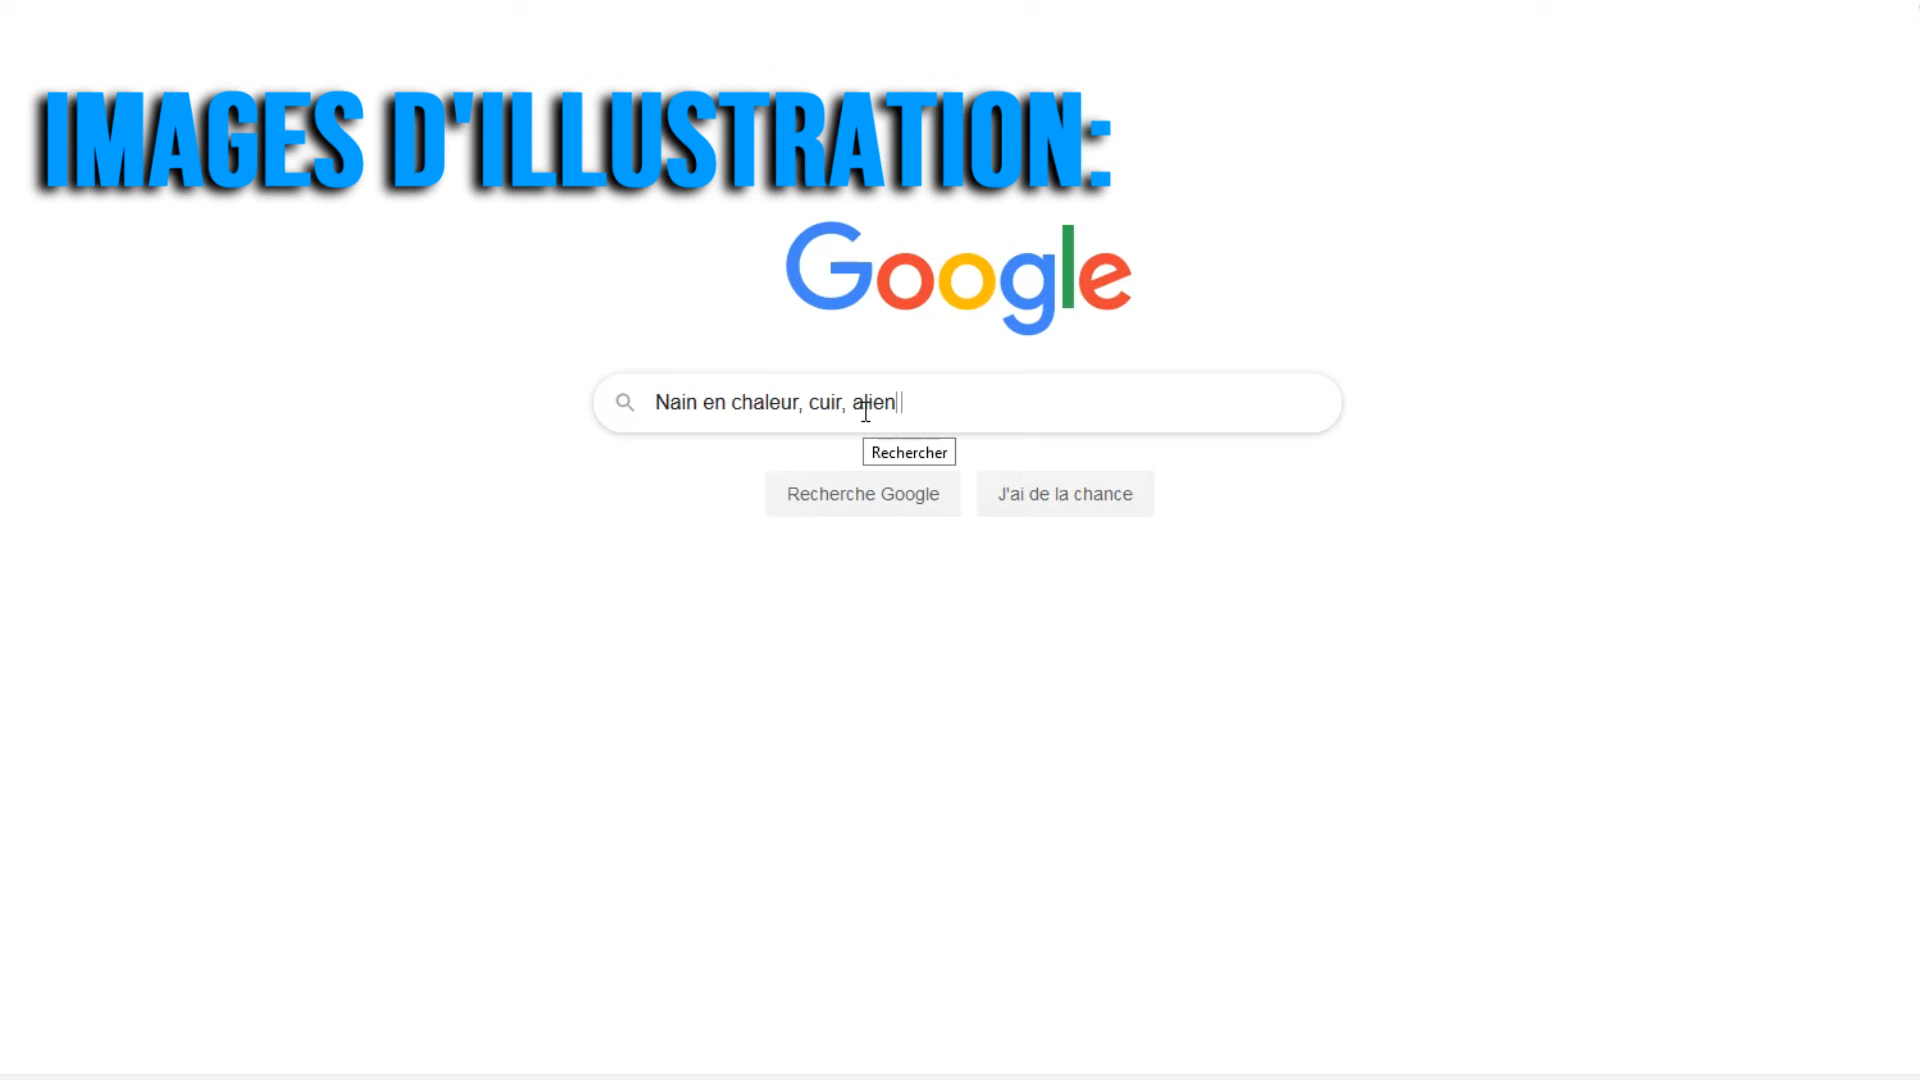 IMAGES D'ILLUSTRATION:
Google
Nain en chaleur, cuir, alien
Rechercher
Recherche Google
J'ai de la chance